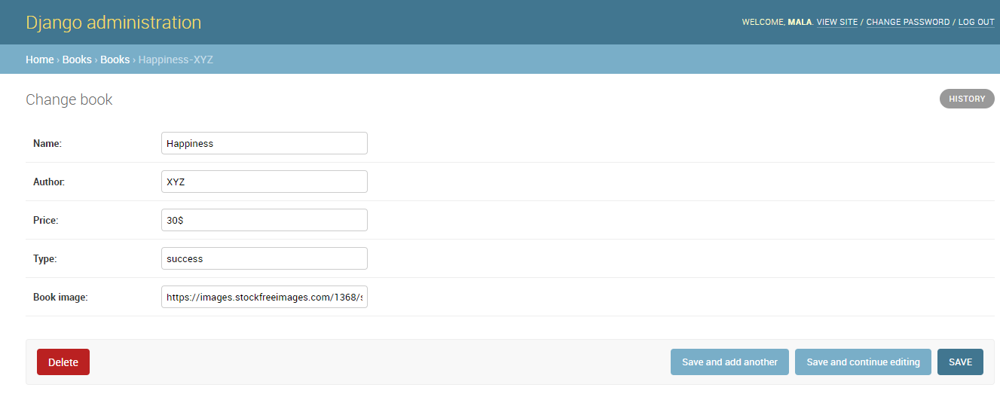 Django administration
WELCOME, MALA. VIEW SITE / CHANGE PASSWORD / LOG OUT
Home › Books › Books › Happiness-XYZ
Change book
HISTORY
Name:
Happiness
Author:
XYZ
Price:
30$
Type:
success
Book image:
https://images.stockfreeimages.com/1368/s
Delete
Save and add another
Save and continue editing
SAVE